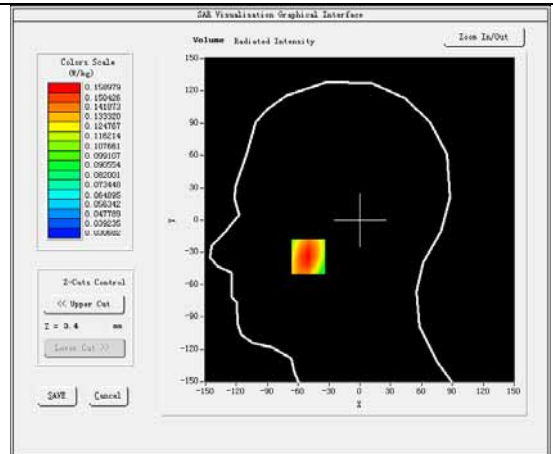 SAR Visualisation Graphical Interface
Volume Radiated Intensity
Zoom In/Out
Colors Scale
(W/kg)
0.158979
0.150426
0.141873
0.133320
0.124767
0.116214
0.107661
0.099107
0.090554
0.082001
0.073448
0.064895
0.056342
0.047789
0.039235
0.030682
Z-Cuts Control
<< Upper Cut
Z = 3.4 mm
Lower Cut >>
SAVE
Cancel
150
120
90
60
30
0
-30
-60
-90
-120
-150
Y
-150 -120 -90 -60 -30 0 30 60 90 120 150
X